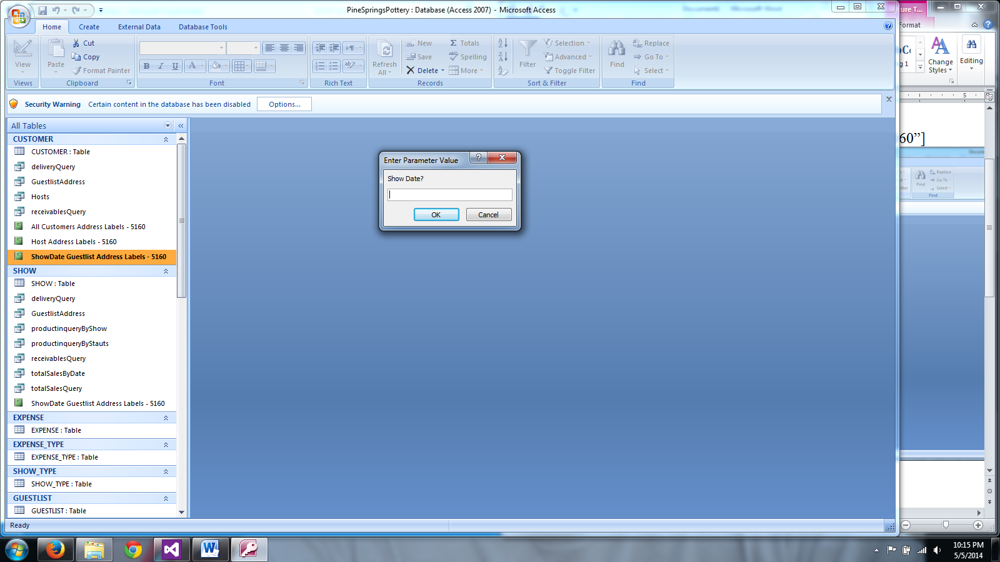 PineSpringsPottery : Database (Access 2007) - Microsoft Access
Home Create External Data Database Tools
View
Views
Paste
Cut
Copy
Format Painter
Clipboard
B I U A
Font
Rich Text
Refresh All
New
Save
Delete
Totals
Spelling
More
Records
Filter
Selection
Advanced
Toggle Filter
Sort & Filter
Find
Replace
Go To
Select
Find
Format
Change Styles
Editing
Security Warning Certain content in the database has been disabled Options...
5
60”]
Replace
Go To
Select
Find
Find
All Tables
CUSTOMER
CUSTOMER : Table
deliveryQuery
GuestlistAddress
Hosts
receivablesQuery
All Customers Address Labels - 5160
Host Address Labels - 5160
ShowDate Guestlist Address Labels - 5160
SHOW
SHOW : Table
deliveryQuery
GuestlistAddress
productinqueryByShow
productinqueryByStauts
receivablesQuery
totalSalesByDate
totalSalesQuery
ShowDate Guestlist Address Labels - 5160
EXPENSE
EXPENSE : Table
EXPENSE_TYPE
EXPENSE_TYPE : Table
SHOW_TYPE
SHOW_TYPE : Table
GUESTLIST
GUESTLIST : Table
Enter Parameter Value
Show Date?
OK Cancel
Ready
10:15 PM
5/5/2014